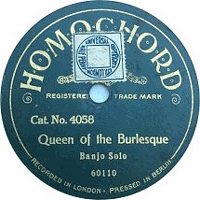 HOMOCHORD
REGISTERED TRADE MARK
Cat. No. 4058
Queen of the Burlesque
Banjo Solo
60110
RECORDED IN LONDON, PRESSED IN BERLIN